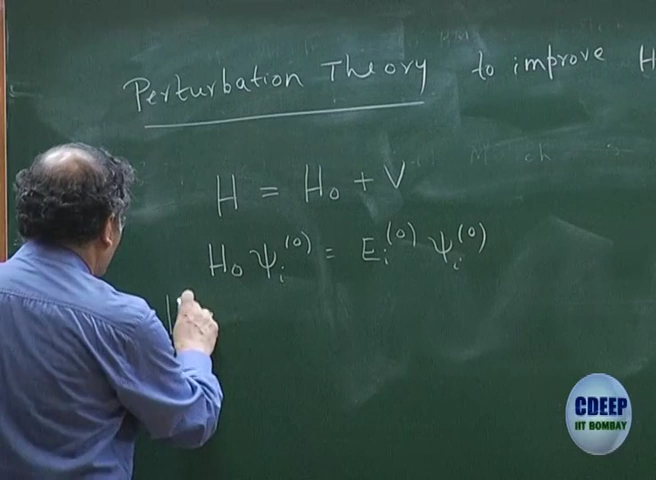 Perturbation Theory to improve H
H = H₀ + V
H₀ ψᵢ⁽⁰⁾ = Eᵢ⁽⁰⁾ ψᵢ⁽⁰⁾
CDEEP
IIT BOMBAY